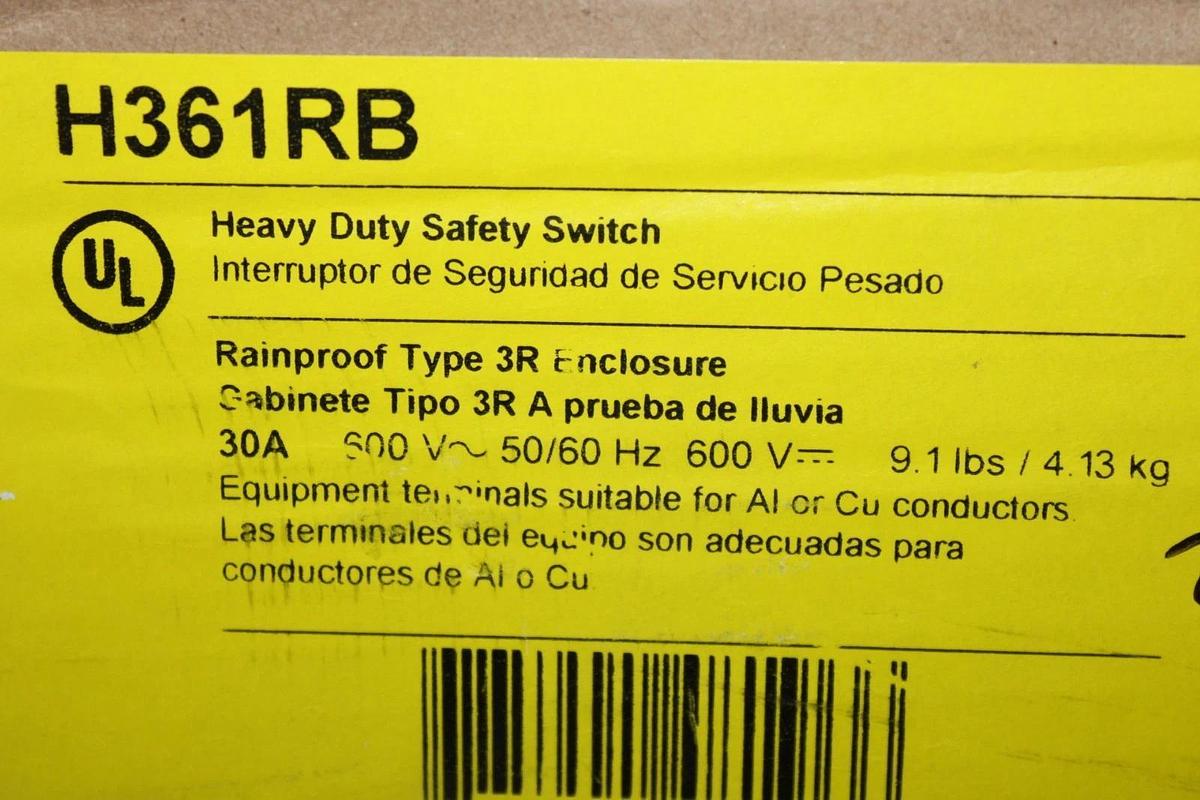 H361RB
UL
Heavy Duty Safety Switch
Interruptor de Seguridad de Servicio Pesado
Rainproof Type 3R Enclosure
Gabinete Tipo 3R A prueba de lluvia
30A 600 V~ 50/60 Hz 600 V⎓ 9.1 lbs / 4.13 kg
Equipment terminals suitable for Al or Cu conductors.
Las terminales del equipo son adecuadas para
conductores de Al o Cu